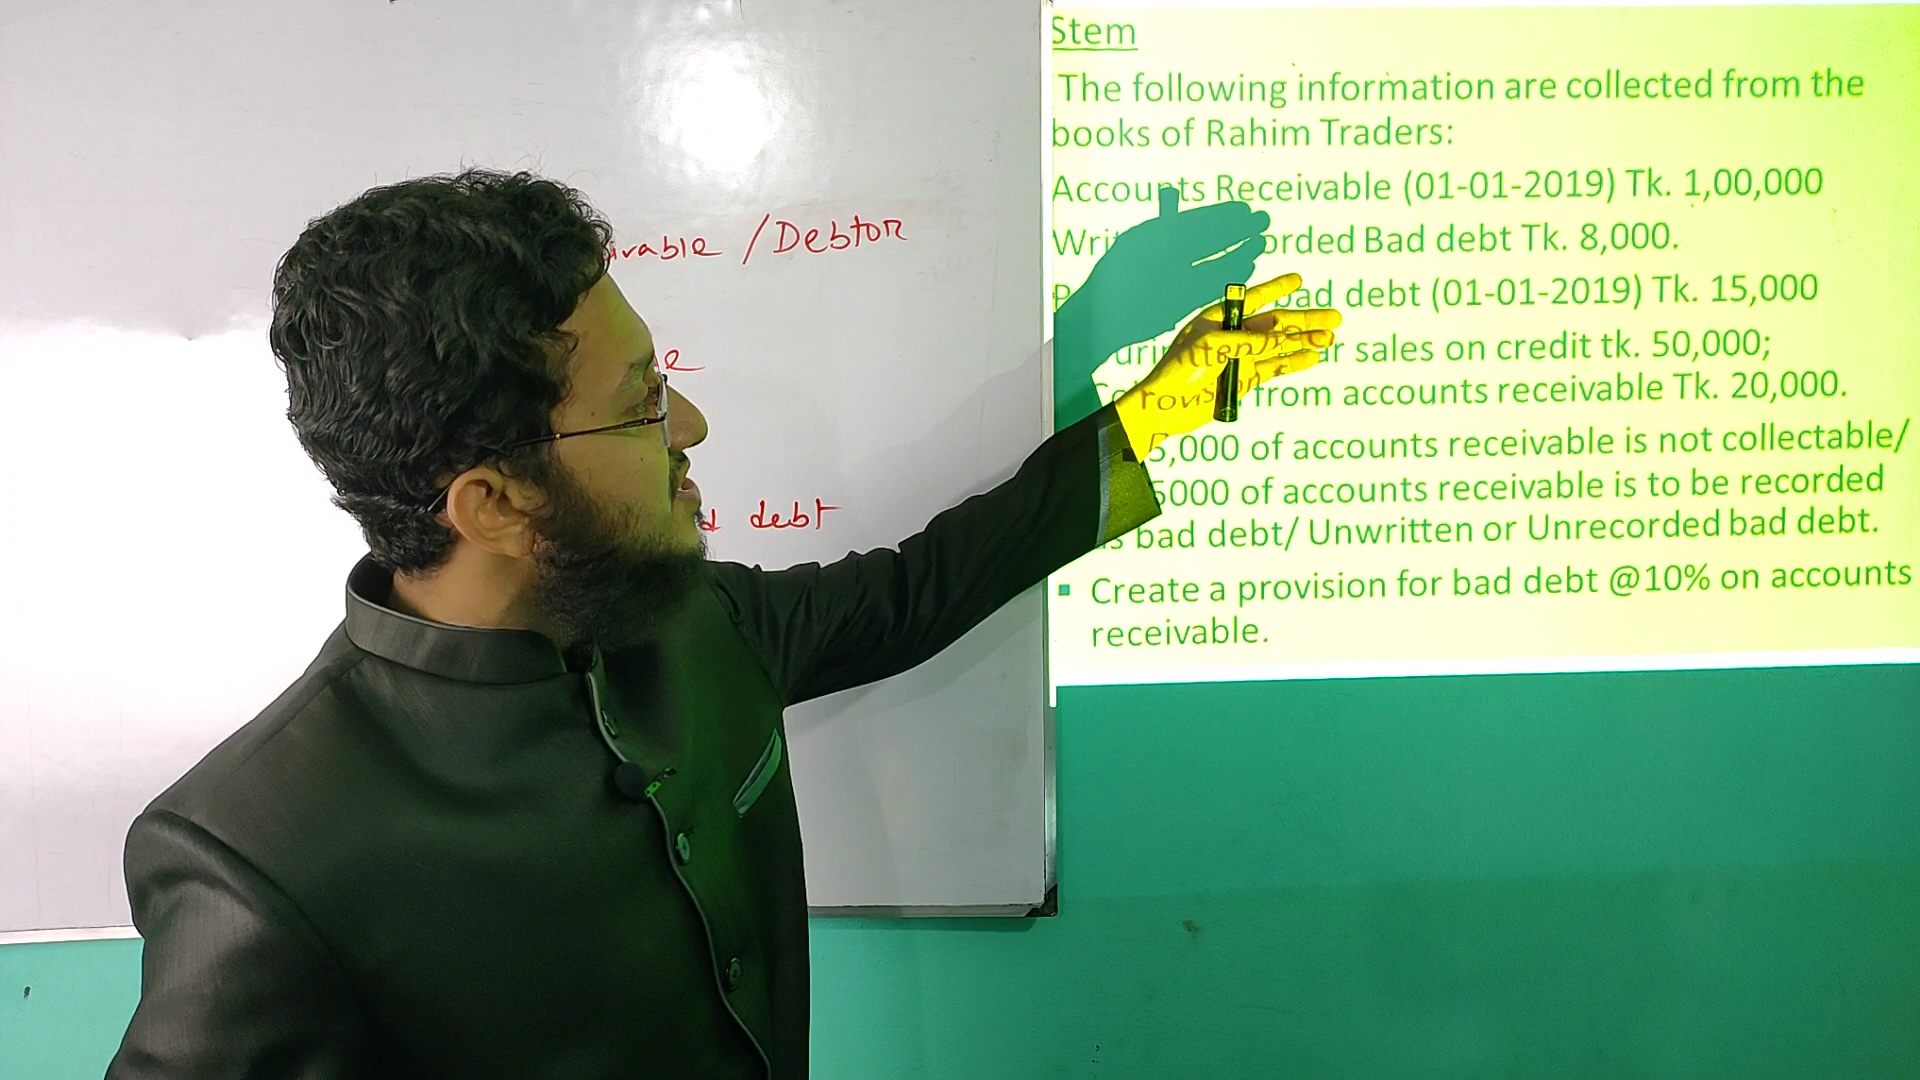 Stem
The following information are collected from the
books of Rahim Traders:
Accounts Receivable (01-01-2019) Tk. 1,00,000
Bad debt Tk. 8,000.
bad debt (01-01-2019) Tk. 15,000
sales on credit tk. 50,000;
from accounts receivable Tk. 20,000.
5,000 of accounts receivable is not collectable/
5000 of accounts receivable is to be recorded
bad debt/ Unwritten or Unrecorded bad debt.
▪ Create a provision for bad debt @10% on accounts
receivable.
/Debtor
debt